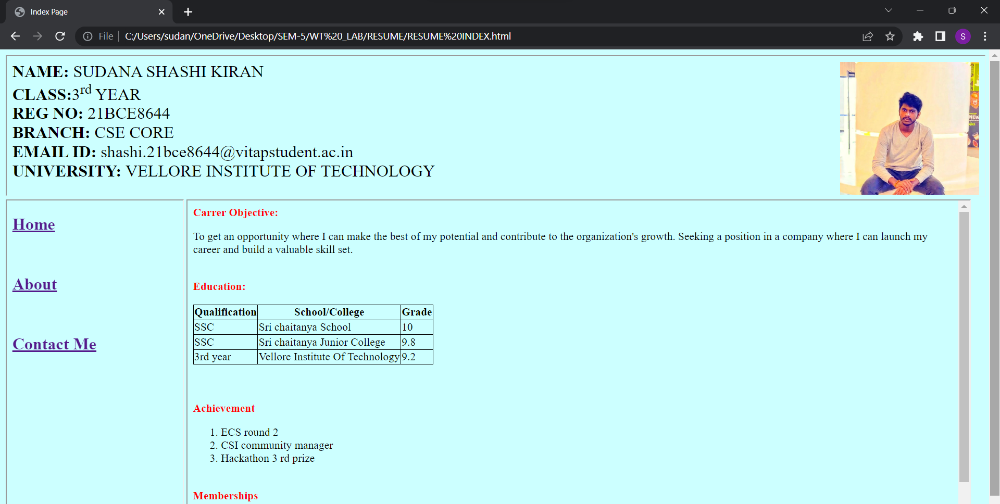 Index Page
File
C:/Users/sudan/OneDrive/Desktop/SEM-5/WT%20_LAB/RESUME/RESUME%20INDEX.html
S
NAME: SUDANA SHASHI KIRAN
CLASS:3rd YEAR
REG NO: 21BCE8644
BRANCH: CSE CORE
EMAIL ID: shashi.21bce8644@vitapstudent.ac.in
UNIVERSITY: VELLORE INSTITUTE OF TECHNOLOGY
NEW
Home
About
Contact Me
Carrer Objective:
To get an opportunity where I can make the best of my potential and contribute to the organization's growth. Seeking a position in a company where I can launch my
career and build a valuable skill set.
Education:
Qualification School/College Grade
SSC Sri chaitanya School 10
SSC Sri chaitanya Junior College 9.8
3rd year Vellore Institute Of Technology 9.2
Achievement
1. ECS round 2
2. CSI community manager
3. Hackathon 3 rd prize
Memberships